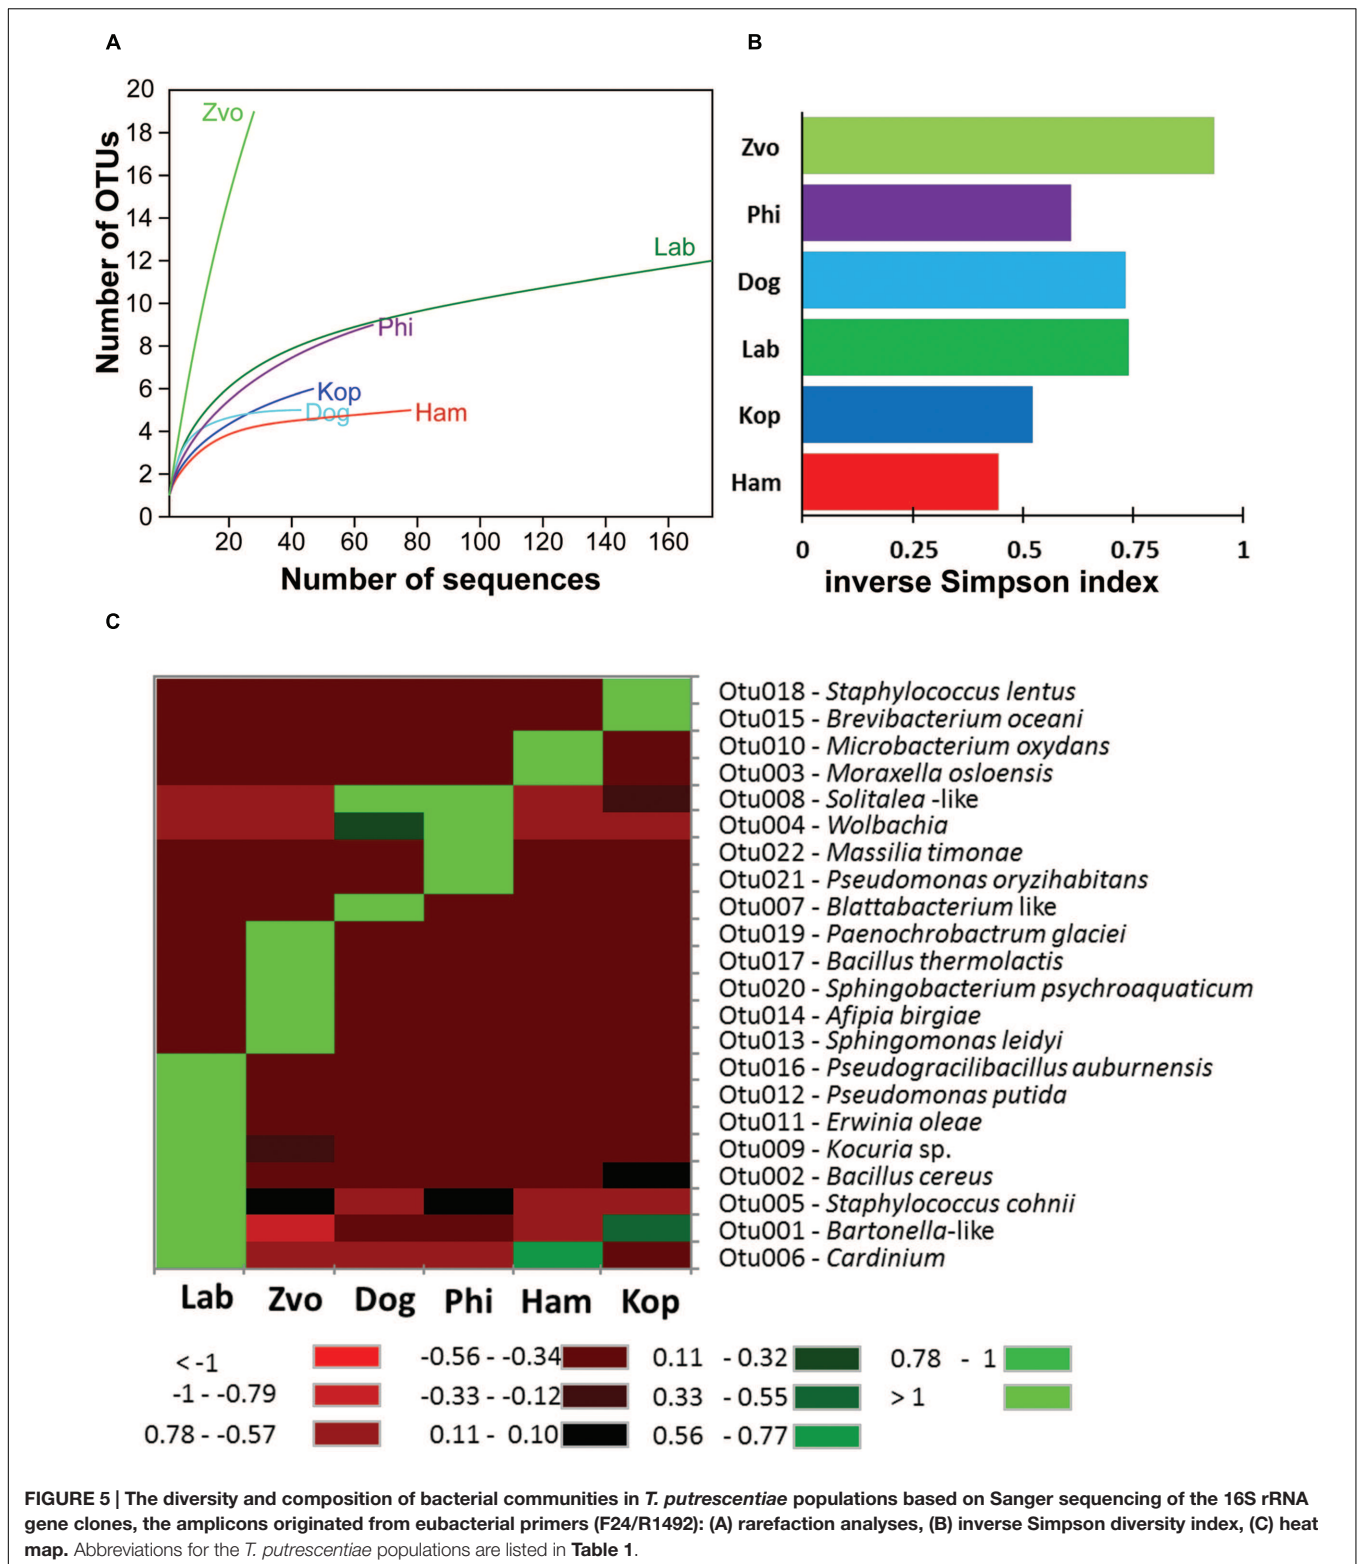 A
B
20
18
16
14
12
10
8
6
4
2
0
Number of OTUs
Zvo
Lab
Phi
Kop
Dog
Ham
20 40 60 80 100 120 140 160
Number of sequences
Zvo
Phi
Dog
Lab
Kop
Ham
0 0.25 0.5 0.75 1
inverse Simpson index
C
Otu018 - Staphylococcus lentus
Otu015 - Brevibacterium oceani
Otu010 - Microbacterium oxydans
Otu003 - Moraxella osloensis
Otu008 - Solitalea -like
Otu004 - Wolbachia
Otu022 - Massilia timonae
Otu021 - Pseudomonas oryzihabitans
Otu007 - Blattabacterium like
Otu019 - Paenochrobactrum glaciei
Otu017 - Bacillus thermolactis
Otu020 - Sphingobacterium psychroaquaticum
Otu014 - Afipia birgiae
Otu013 - Sphingomonas leidyi
Otu016 - Pseudogracilibacillus auburnensis
Otu012 - Pseudomonas putida
Otu011 - Erwinia oleae
Otu009 - Kocuria sp.
Otu002 - Bacillus cereus
Otu005 - Staphylococcus cohnii
Otu001 - Bartonella-like
Otu006 - Cardinium
Lab Zvo Dog Phi Ham Kop
< -1 -0.56 - -0.34 0.11 - 0.32 0.78 - 1
-1 - -0.79 -0.33 - -0.12 0.33 - 0.55 > 1
0.78 - -0.57 0.11 - 0.10 0.56 - 0.77
FIGURE 5 | The diversity and composition of bacterial communities in T. putrescentiae populations based on Sanger sequencing of the 16S rRNA
gene clones, the amplicons originated from eubacterial primers (F24/R1492): (A) rarefaction analyses, (B) inverse Simpson diversity index, (C) heat
map. Abbreviations for the T. putrescentiae populations are listed in Table 1.